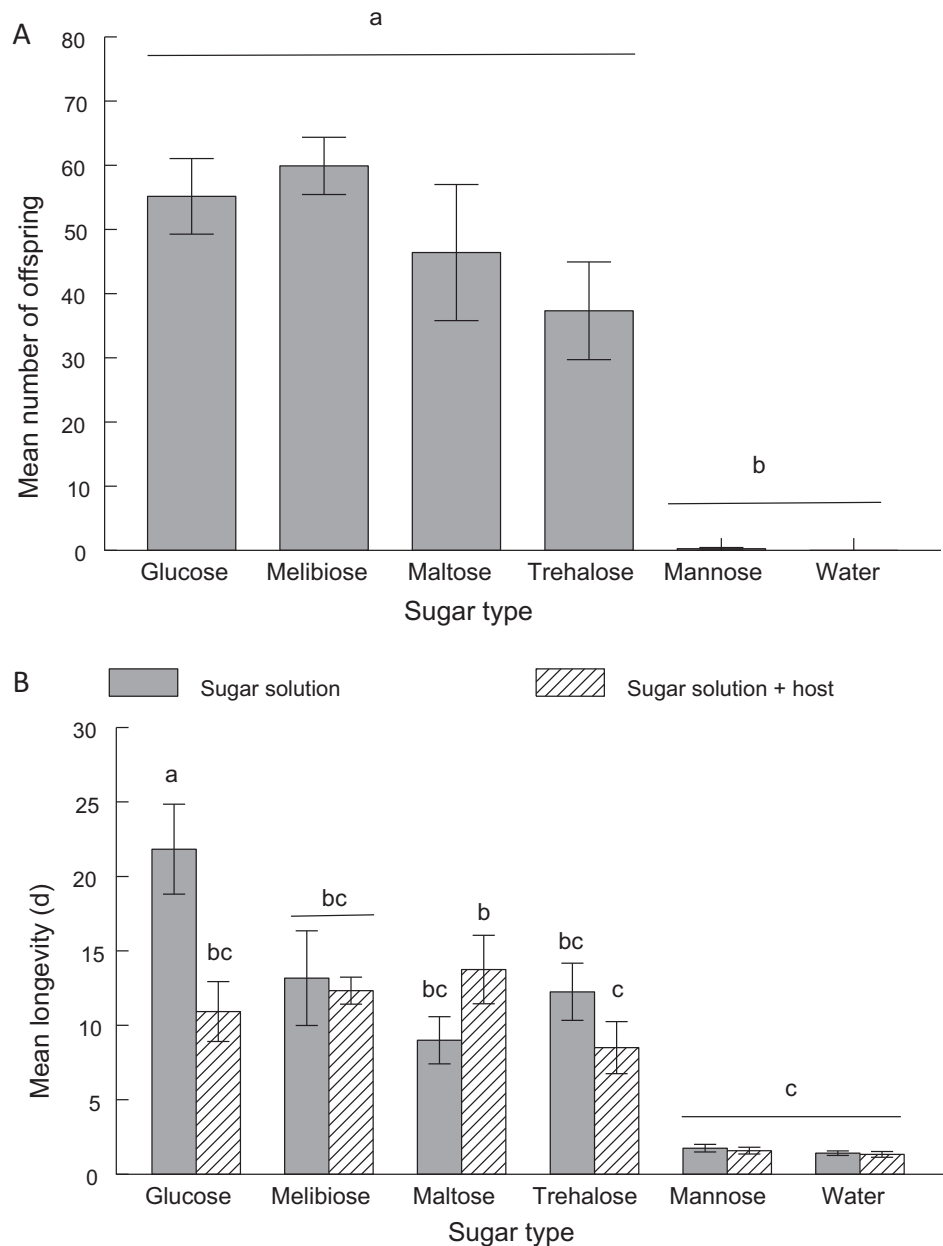 A
a
80
70
60
50
40
30
20
10
0
Mean number of offspring
b
Glucose Melibiose Maltose Trehalose Mannose Water
Sugar type
B
Sugar solution Sugar solution + host
30
25
20
15
10
5
0
Mean longevity (d)
a
bc
bc
bc
b
bc
c
c
Glucose Melibiose Maltose Trehalose Mannose Water
Sugar type